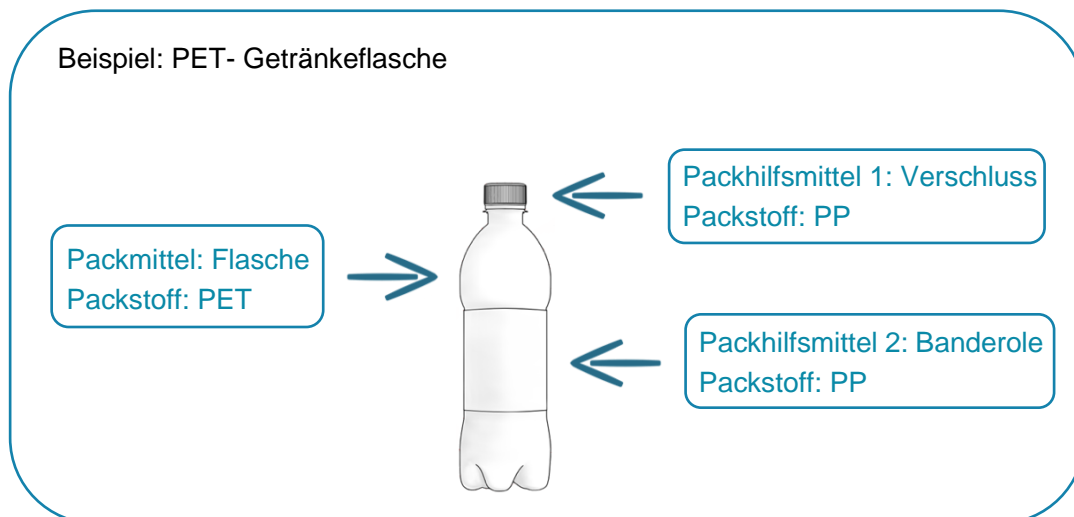 Beispiel: PET- Getränkeflasche
Packhilfsmittel 1: Verschluss
Packstoff: PP
Packmittel: Flasche
Packstoff: PET
Packhilfsmittel 2: Banderole
Packstoff: PP